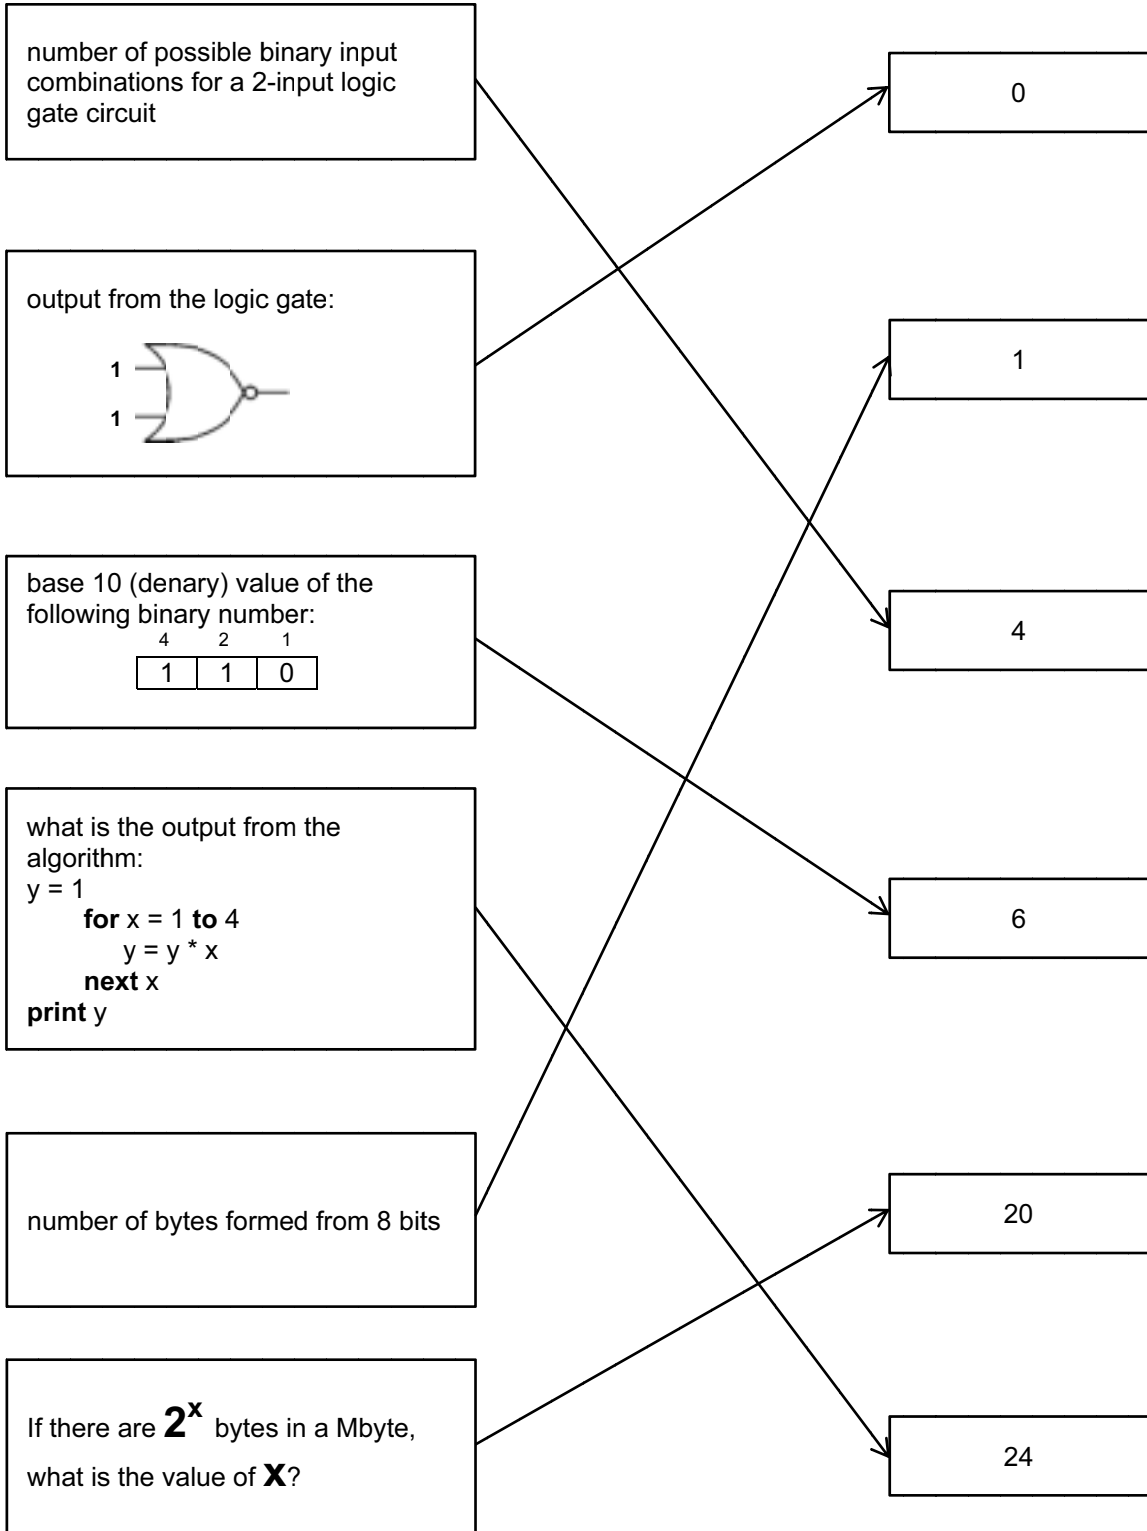 number of possible binary input
combinations for a 2-input logic
gate circuit
0
output from the logic gate:
1
1
1
base 10 (denary) value of the
following binary number:
4 2 1
1 1 0
4
what is the output from the
algorithm:
y = 1
for x = 1 to 4
y = y * x
next x
print y
6
number of bytes formed from 8 bits
20
If there are 2^x bytes in a Mbyte,
what is the value of x?
24